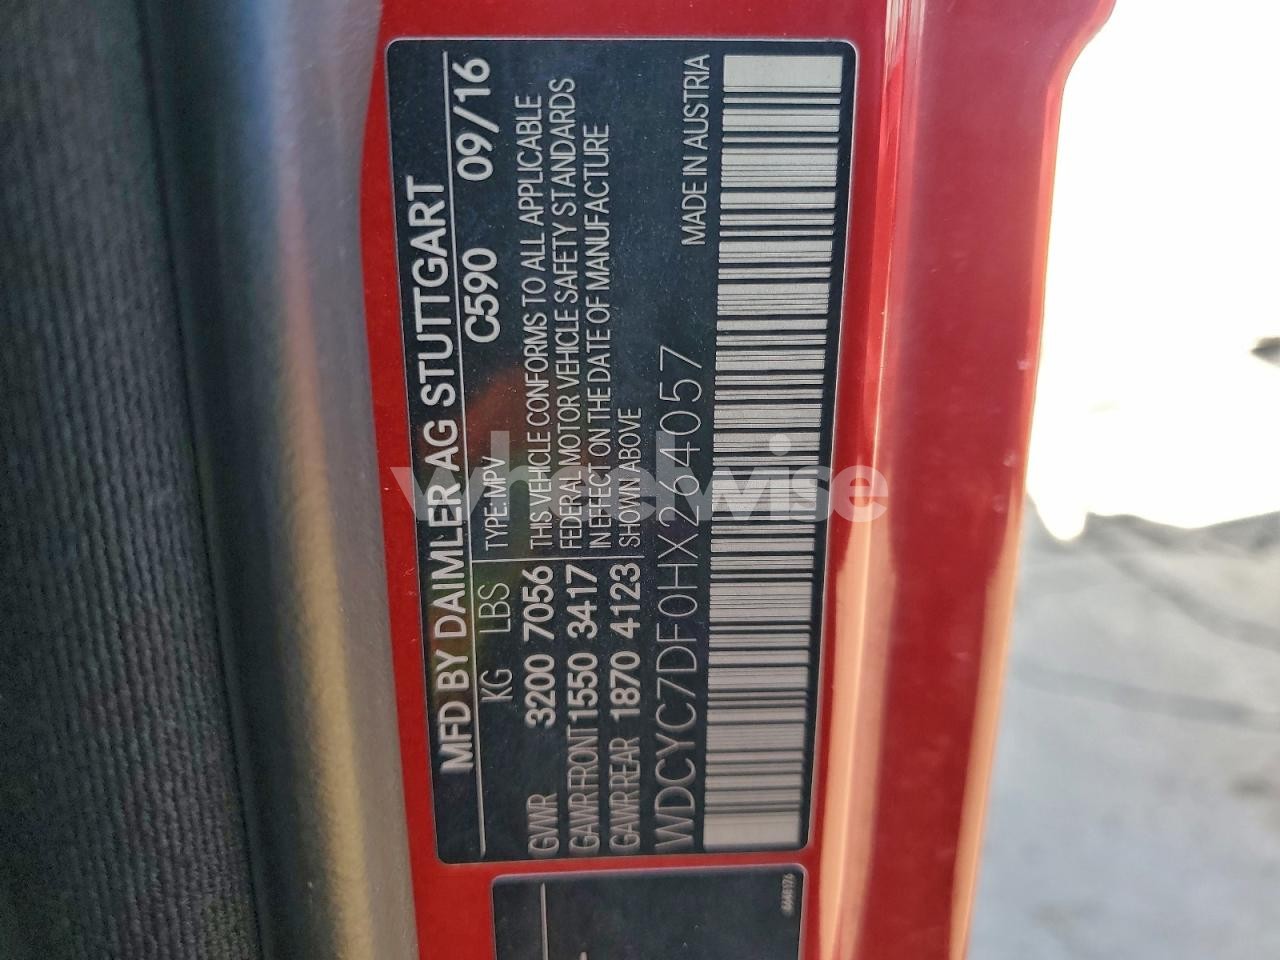 MFD BY DAIMLER AG STUTTGART
KG LBS TYPE: MPV C590 09/16
GVWR 3200 7056 THIS VEHICLE CONFORMS TO ALL APPLICABLE
GAWR FRONT 1550 3417 FEDERAL MOTOR VEHICLE SAFETY STANDARDS
GAWR REAR 1870 4123 IN EFFECT ON THE DATE OF MANUFACTURE
SHOWN ABOVE
WDCYC7DF0HX264057 MADE IN AUSTRIA
wheelwise